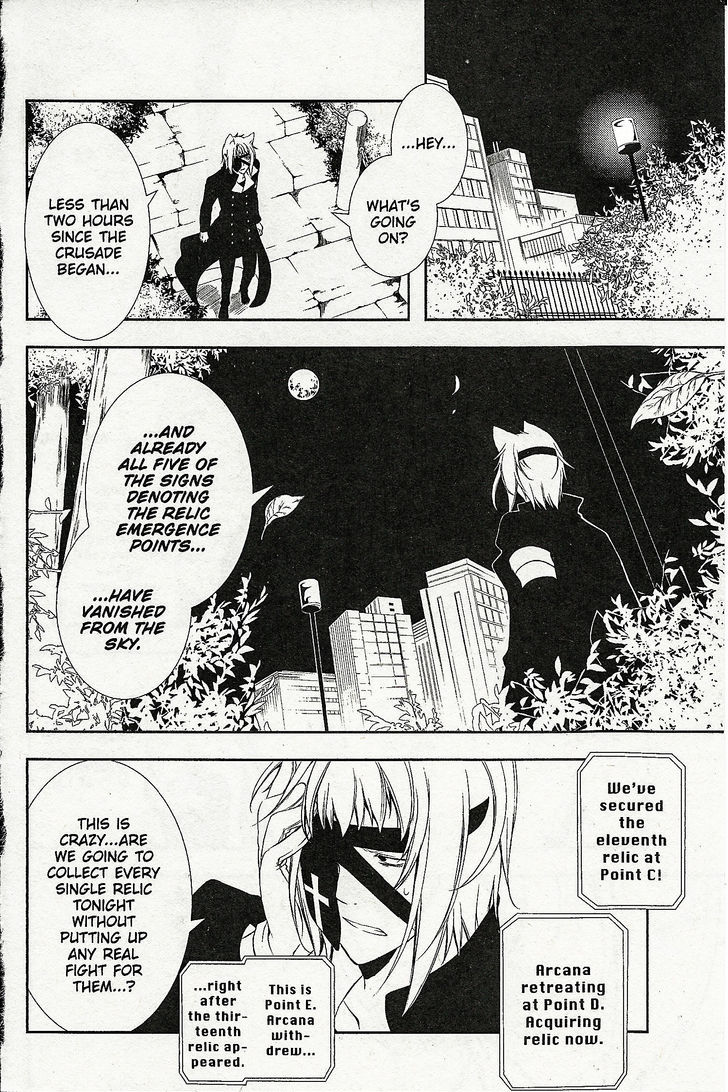 ...HEY...
WHAT'S
GOING
ON?
LESS THAN
TWO HOURS
SINCE THE
CRUSADE
BEGAN...
...AND
ALREADY
ALL FIVE OF
THE SIGNS
DENOTING
THE RELIC
EMERGENCE
POINTS...
...HAVE
VANISHED
FROM THE
SKY.
We've
secured
the
eleventh
relic at
Point C!
Arcana
retreating
at Point D.
Acquiring
relic now.
This is
Point E.
Arcana
with-
drew...
...right
after
the thir-
teenth
relic ap-
peared.
THIS IS
CRAZY...ARE
WE GOING TO
COLLECT EVERY
SINGLE RELIC
TONIGHT
WITHOUT
PUTTING UP
ANY REAL
FIGHT FOR
THEM...?